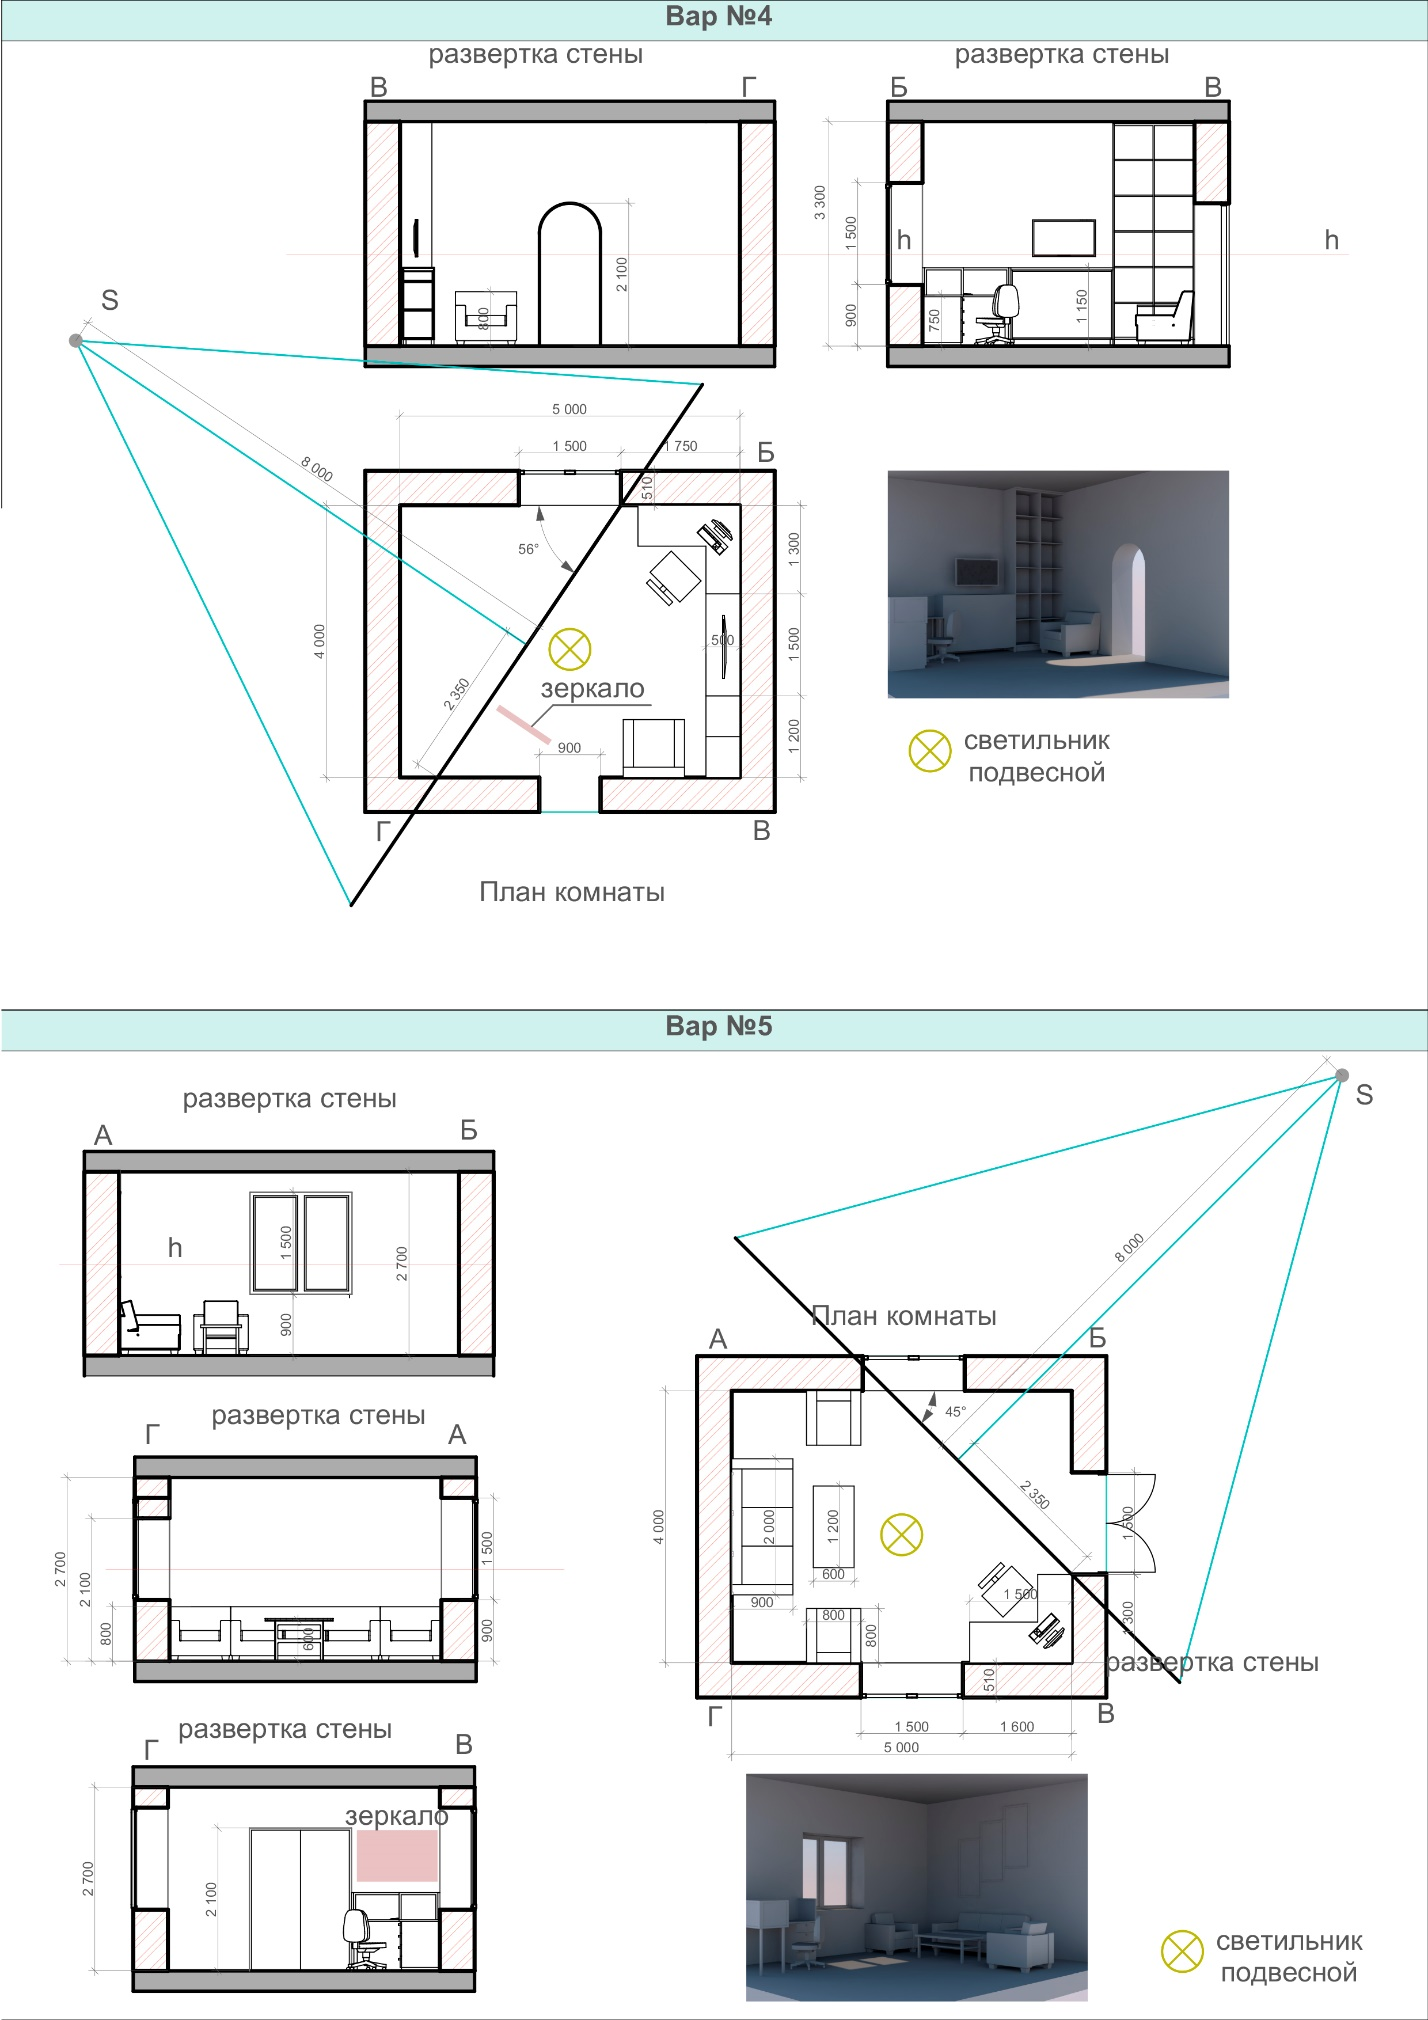 Вар №4
развертка стены
развертка стены
В
Г
Б
В
3 300
1 500
h
h
2 100
800
900
750
1 150
S
8 000
5 000
1 500
1 750
Б
510
56°
1 300
4 000
1 500
500
2 350
зеркало
900
1 200
Г
В
светильник
подвесной
План комнаты
Вар №5
развертка стены
А
Б
h
1 500
2 700
900
развертка стены
Г
А
2 700
2 100
1 500
800
600
900
развертка стены
Г
В
зеркало
2 700
2 100
S
8 000
План комнаты
А
Б
45°
2 350
4 000
2 000
1 200
1 500
600
900
800
800
1 500
1 300
развертка стены
510
Г
В
1 500
1 600
5 000
светильник
подвесной